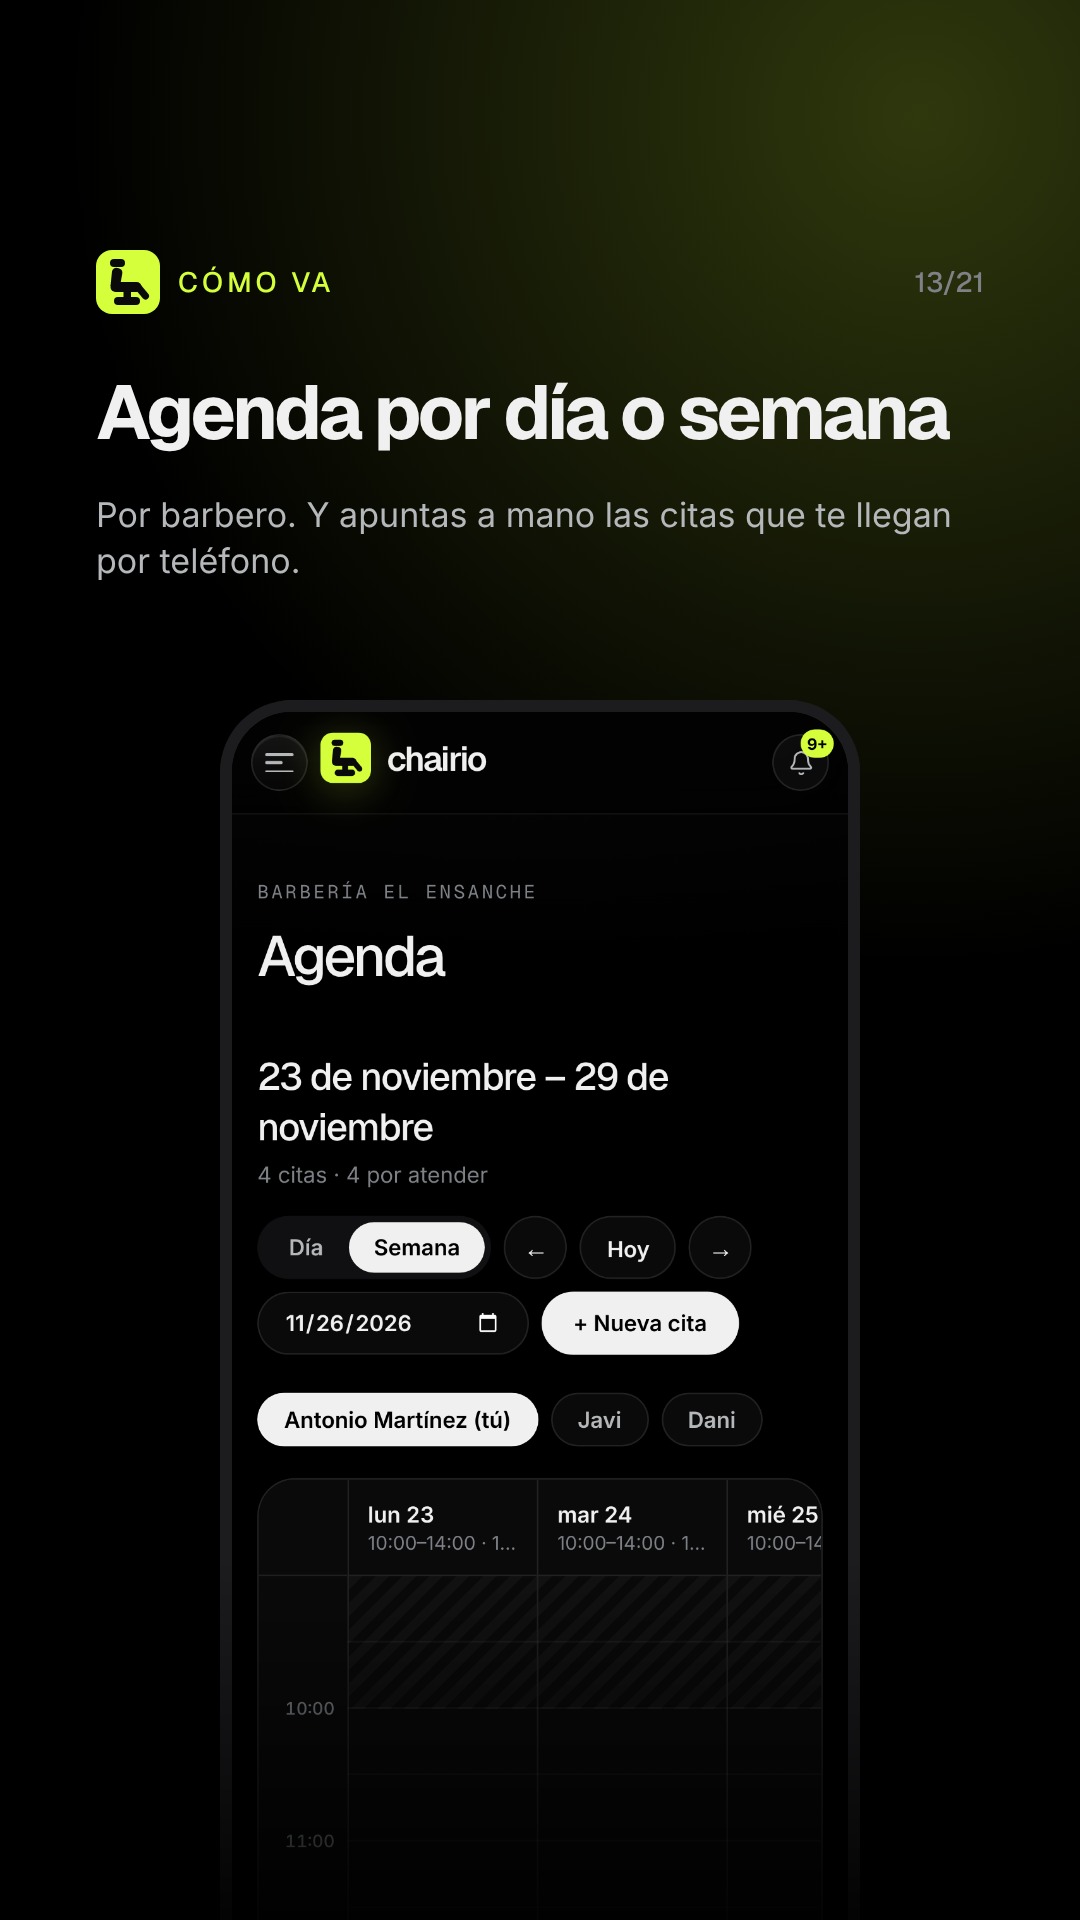 CÓMO VA
13/21
Agenda por día o semana
Por barbero. Y apuntas a mano las citas que te llegan
por teléfono.
chairio
9+
BARBERÍA EL ENSANCHE
Agenda
23 de noviembre – 29 de
noviembre
4 citas · 4 por atender
Día
Semana
←
Hoy
→
11/26/2026
+ Nueva cita
Antonio Martínez (tú)
Javi
Dani
lun 23
mar 24
mié 25
10:00–14:00 · 1...
10:00–14:00 · 1...
10:00–14
10:00
11:00